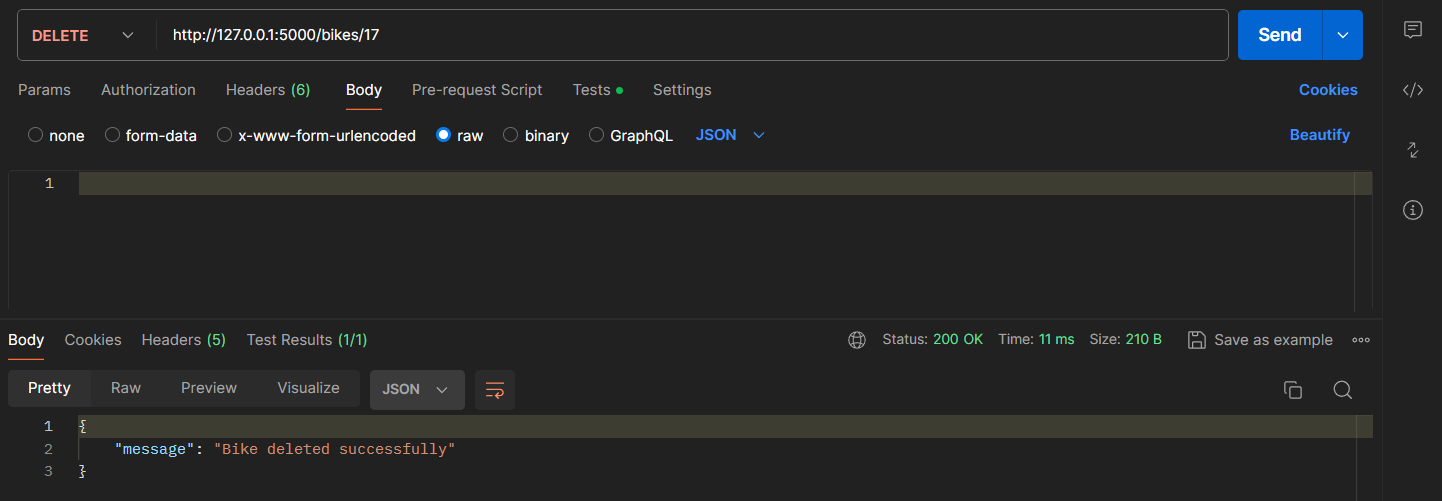 DELETE http://127.0.0.1:5000/bikes/17 Send
Params Authorization Headers (6) Body Pre-request Script Tests Settings Cookies
none form-data x-www-form-urlencoded raw binary GraphQL JSON Beautify
1
Body Cookies Headers (5) Test Results (1/1) Status: 200 OK Time: 11 ms Size: 210 B Save as example
Pretty Raw Preview Visualize JSON
1 {
2 "message": "Bike deleted successfully"
3 }